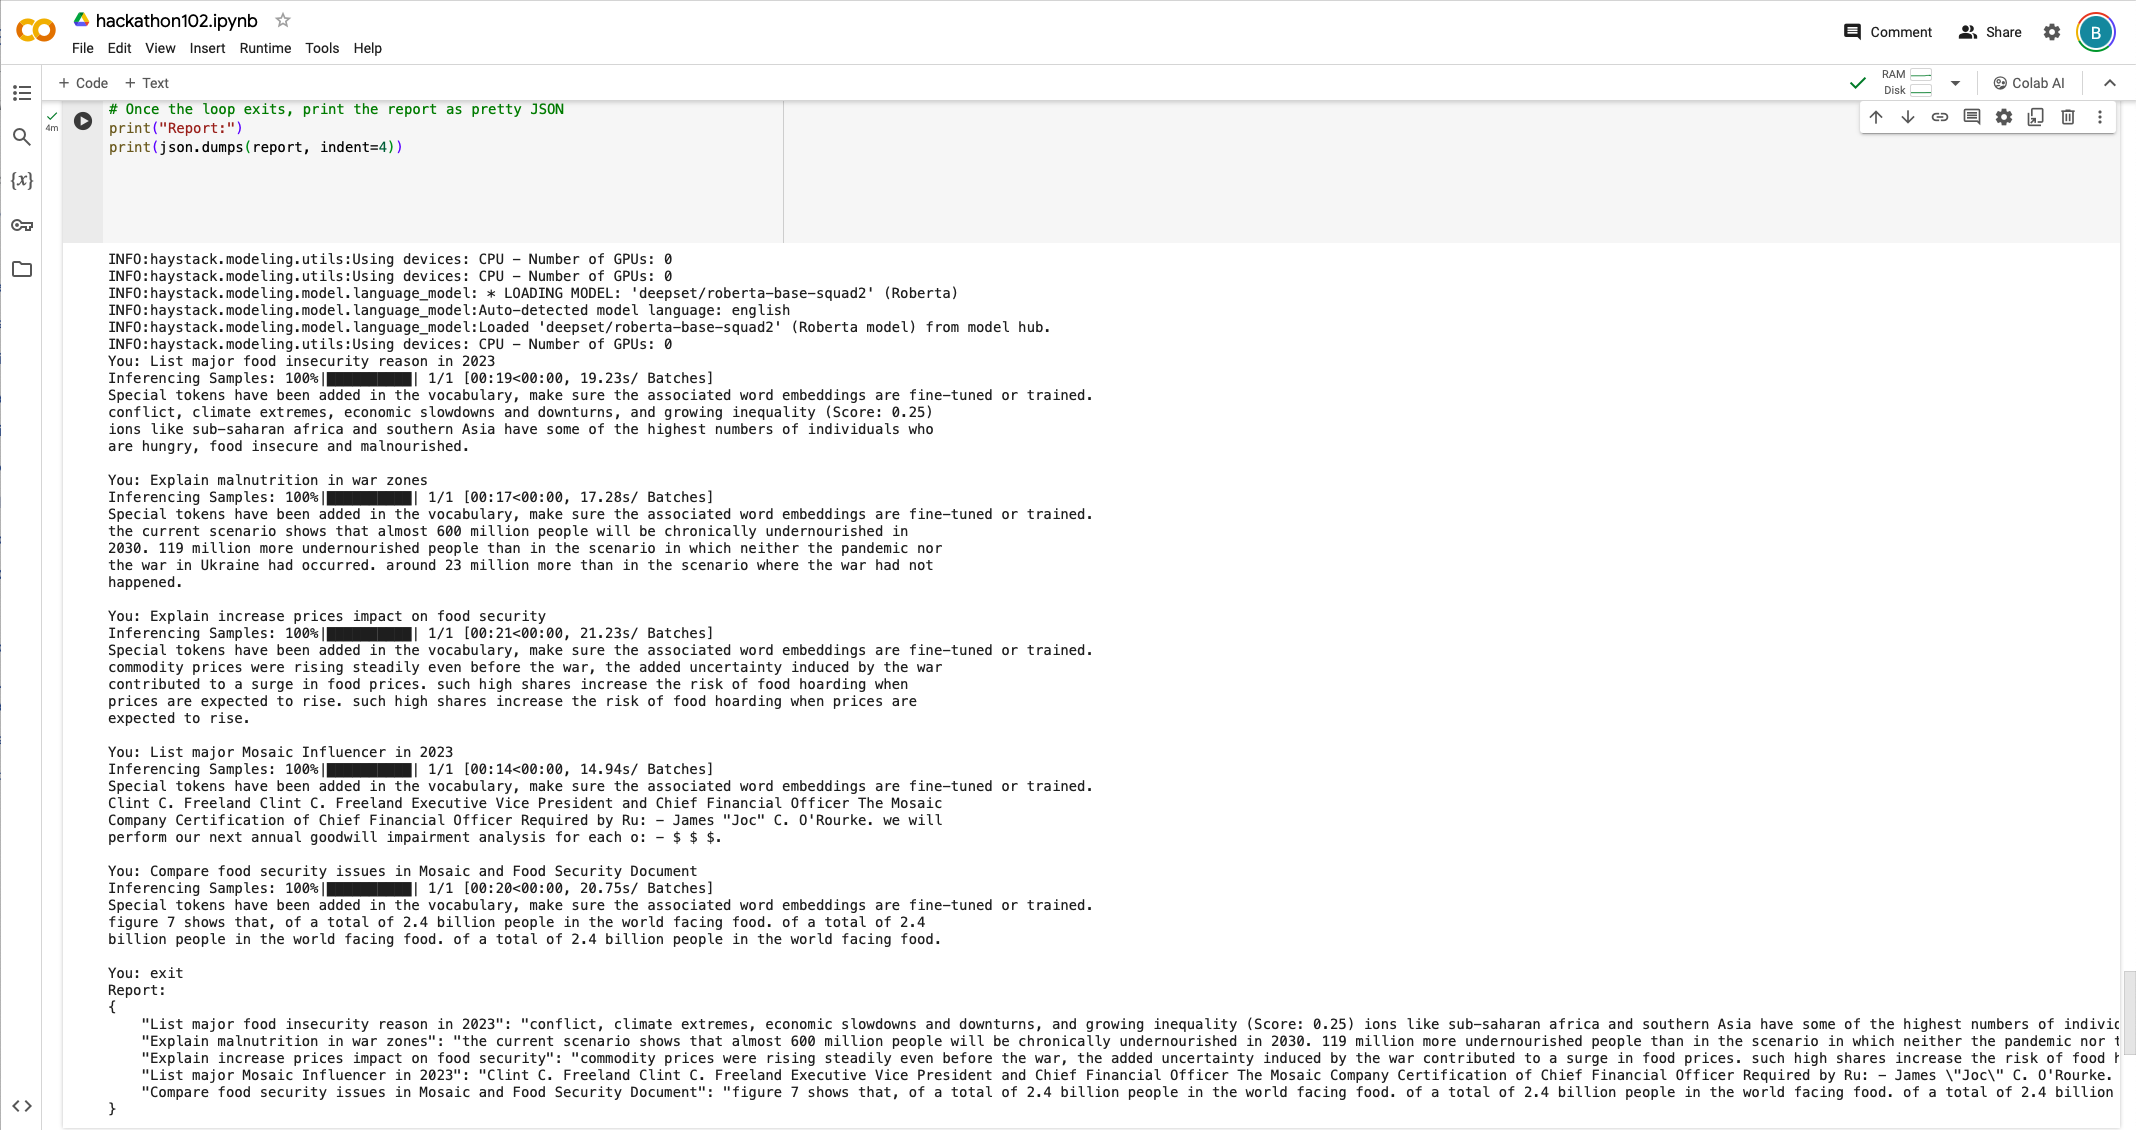 hackathon102.ipynb
File Edit View Insert Runtime Tools Help
Comment Share B
+ Code + Text
RAM
Disk
Colab AI
4m
# Once the loop exits, print the report as pretty JSON
print("Report:")
print(json.dumps(report, indent=4))
{x}
INFO:haystack.modeling.utils:Using devices: CPU - Number of GPUs: 0
INFO:haystack.modeling.utils:Using devices: CPU - Number of GPUs: 0
INFO:haystack.modeling.model.language_model: * LOADING MODEL: 'deepset/roberta-base-squad2' (Roberta)
INFO:haystack.modeling.model.language_model:Auto-detected model language: english
INFO:haystack.modeling.model.language_model:Loaded 'deepset/roberta-base-squad2' (Roberta model) from model hub.
INFO:haystack.modeling.utils:Using devices: CPU - Number of GPUs: 0
You: List major food insecurity reason in 2023
Inferencing Samples: 100%|██████████| 1/1 [00:19<00:00, 19.23s/ Batches]
Special tokens have been added in the vocabulary, make sure the associated word embeddings are fine-tuned or trained.
conflict, climate extremes, economic slowdowns and downturns, and growing inequality (Score: 0.25)
ions like sub-saharan africa and southern Asia have some of the highest numbers of individuals who
are hungry, food insecure and malnourished.
You: Explain malnutrition in war zones
Inferencing Samples: 100%|██████████| 1/1 [00:17<00:00, 17.28s/ Batches]
Special tokens have been added in the vocabulary, make sure the associated word embeddings are fine-tuned or trained.
the current scenario shows that almost 600 million people will be chronically undernourished in
2030. 119 million more undernourished people than in the scenario in which neither the pandemic nor
the war in Ukraine had occurred. around 23 million more than in the scenario where the war had not
happened.
You: Explain increase prices impact on food security
Inferencing Samples: 100%|██████████| 1/1 [00:21<00:00, 21.23s/ Batches]
Special tokens have been added in the vocabulary, make sure the associated word embeddings are fine-tuned or trained.
commodity prices were rising steadily even before the war, the added uncertainty induced by the war
contributed to a surge in food prices. such high shares increase the risk of food hoarding when
prices are expected to rise. such high shares increase the risk of food hoarding when prices are
expected to rise.
You: List major Mosaic Influencer in 2023
Inferencing Samples: 100%|██████████| 1/1 [00:14<00:00, 14.94s/ Batches]
Special tokens have been added in the vocabulary, make sure the associated word embeddings are fine-tuned or trained.
Clint C. Freeland Clint C. Freeland Executive Vice President and Chief Financial Officer The Mosaic
Company Certification of Chief Financial Officer Required by Ru: - James "Joc" C. O'Rourke. we will
perform our next annual goodwill impairment analysis for each o: - $ $ $.
You: Compare food security issues in Mosaic and Food Security Document
Inferencing Samples: 100%|██████████| 1/1 [00:20<00:00, 20.75s/ Batches]
Special tokens have been added in the vocabulary, make sure the associated word embeddings are fine-tuned or trained.
figure 7 shows that, of a total of 2.4 billion people in the world facing food. of a total of 2.4
billion people in the world facing food. of a total of 2.4 billion people in the world facing food.
You: exit
Report:
{
"List major food insecurity reason in 2023": "conflict, climate extremes, economic slowdowns and downturns, and growing inequality (Score: 0.25) ions like sub-saharan africa and southern Asia have some of the highest numbers of
"Explain malnutrition in war zones": "the current scenario shows that almost 600 million people will be chronically undernourished in 2030. 119 million more undernourished people than in the scenario in which neither the pandemic nor
"Explain increase prices impact on food security": "commodity prices were rising steadily even before the war, the added uncertainty induced by the war contributed to a surge in food prices. such high shares increase the risk of food
"List major Mosaic Influencer in 2023": "Clint C. Freeland Clint C. Freeland Executive Vice President and Chief Financial Officer The Mosaic Company Certification of Chief Financial Officer Required by Ru: - James \"Joc\" C. O'Rourke.
"Compare food security issues in Mosaic and Food Security Document": "figure 7 shows that, of a total of 2.4 billion people in the world facing food. of a total of 2.4 billion people in the world facing food. of a total of 2.4 billion
}